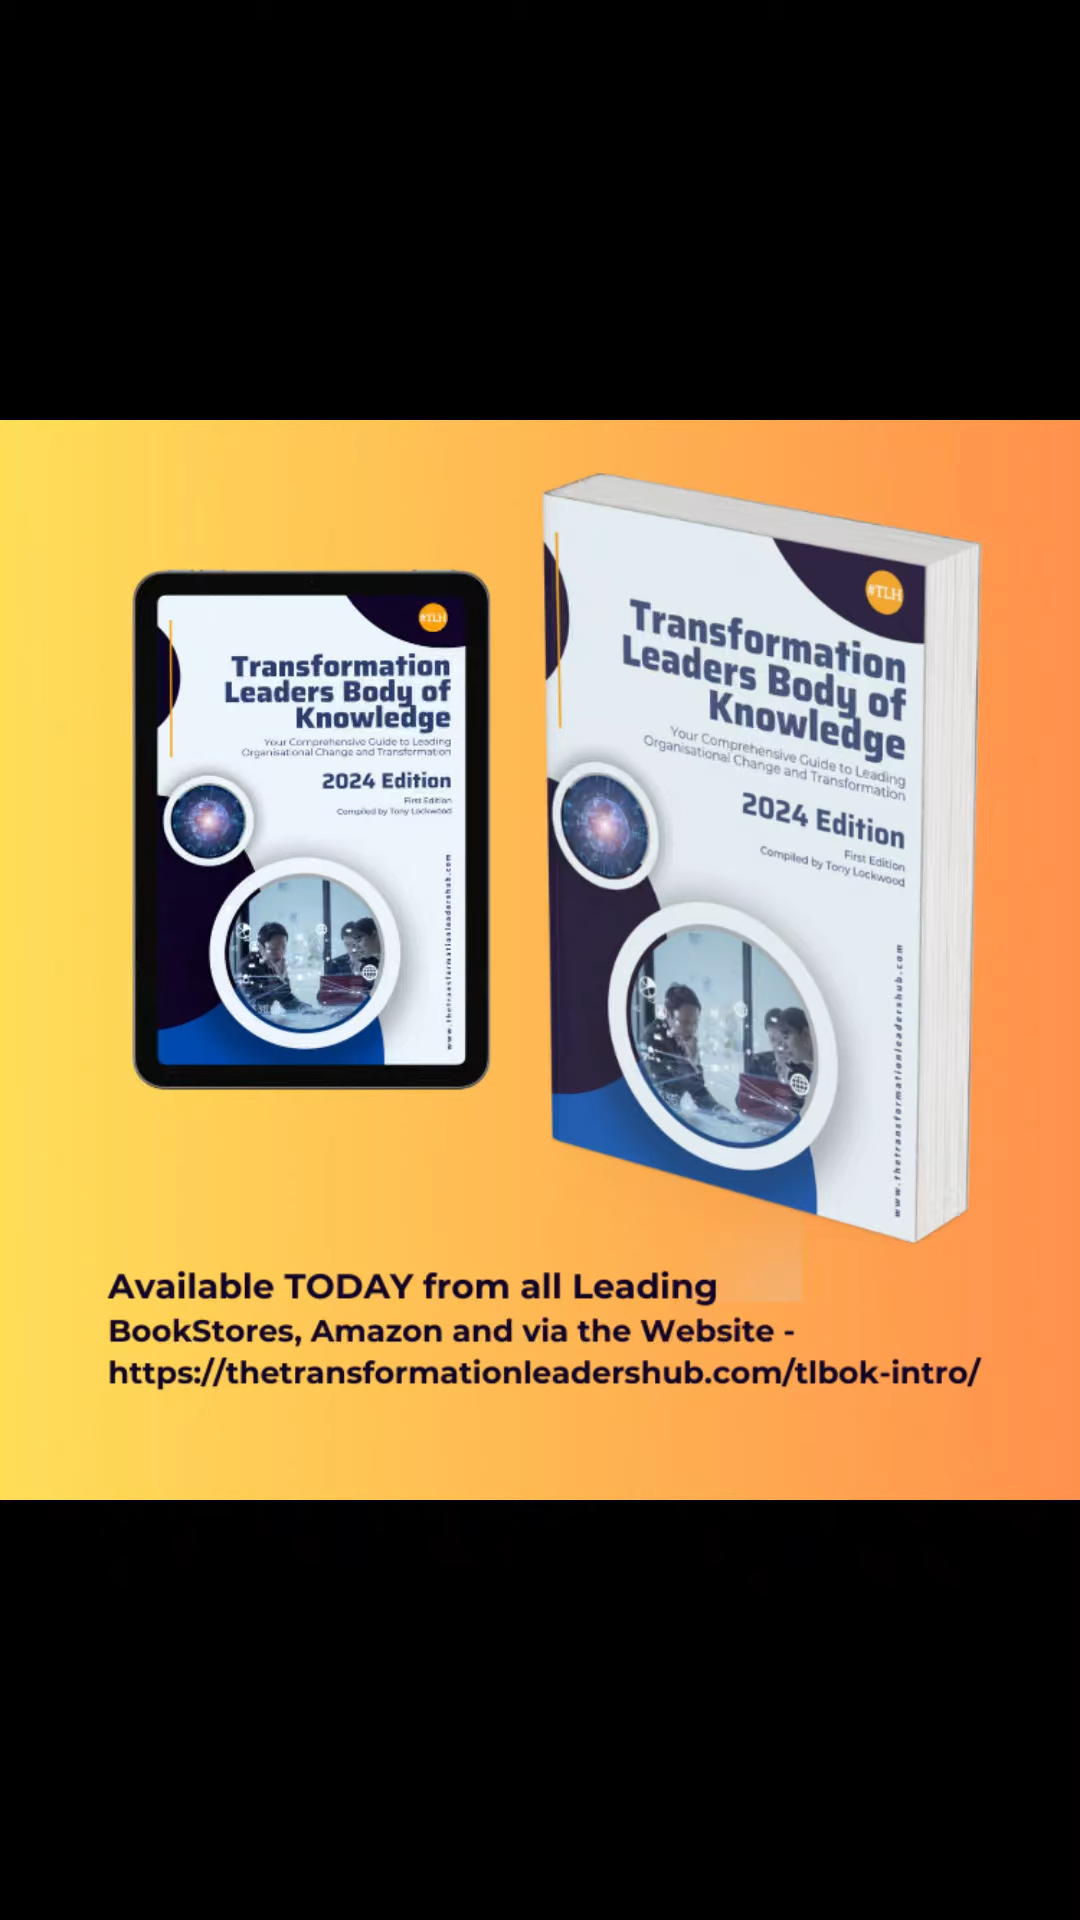 #TLH
Transformation
Leaders Body of
Knowledge
Your Comprehensive Guide to Leading
Organisational Change and Transformation
2024 Edition
First Edition
Compiled by Tony Lockwood
www.thetransformationleadershub.com
#TLH
Transformation
Leaders Body of
Knowledge
Your Comprehensive Guide to Leading
Organisational Change and Transformation
2024 Edition
First Edition
Compiled by Tony Lockwood
www.thetransformationleadershub.com
Available TODAY from all Leading
BookStores, Amazon and via the Website -
https://thetransformationleadershub.com/tlbok-intro/